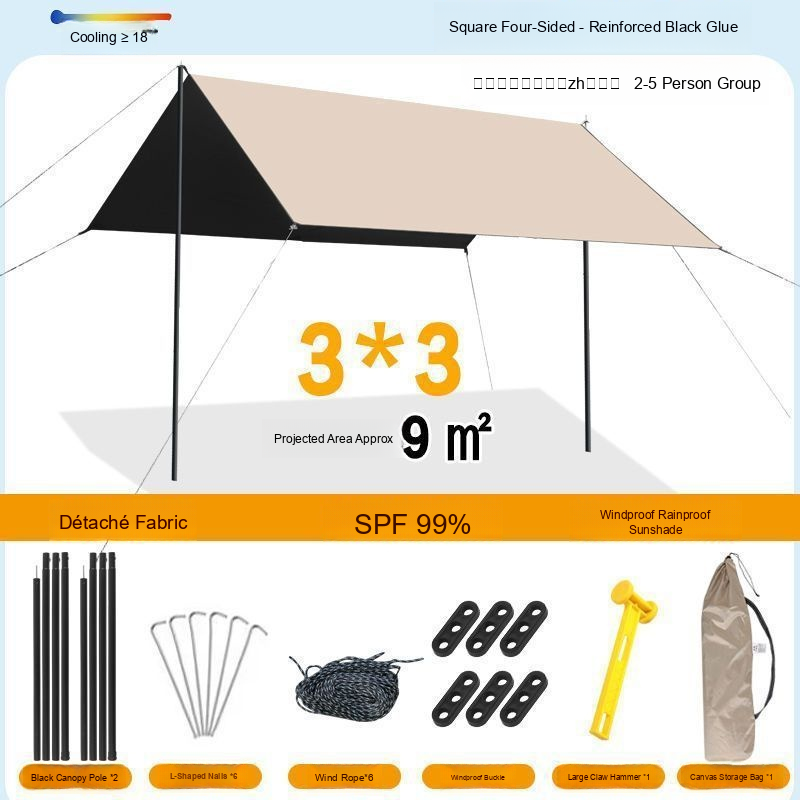 Cooling ≥ 18
Square Four-Sided - Reinforced Black Glue
zh
2-5 Person Group
3*3
Projected Area Approx 9 m²
Détaché Fabric
SPF 99%
Windproof Rainproof
Sunshade
Black Canopy Pole *2
L-Shaped Nails *6
Wind Rope*6
Windproof Buckle
Large Claw Hammer *1
Canvas Storage Bag *1